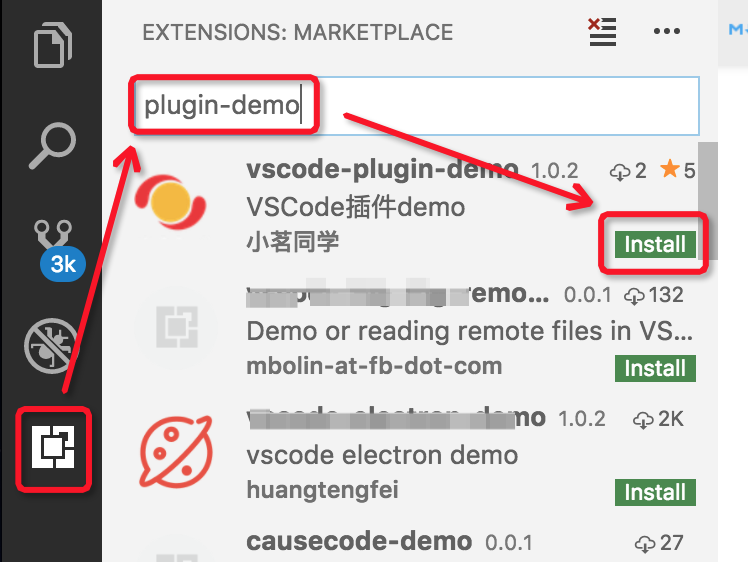 EXTENSIONS: MARKETPLACE
plugin-demo
vscode-plugin-demo 1.0.2 2 5
VSCode插件demo
小茗同学 Install
emo... 0.0.1 132
Demo or reading remote files in VS...
mbolin-at-fb-dot-com Install
3k
vscode-electron-demo 1.0.2 2K
vscode electron demo
huangtengfei Install
causecode-demo 0.0.1 27